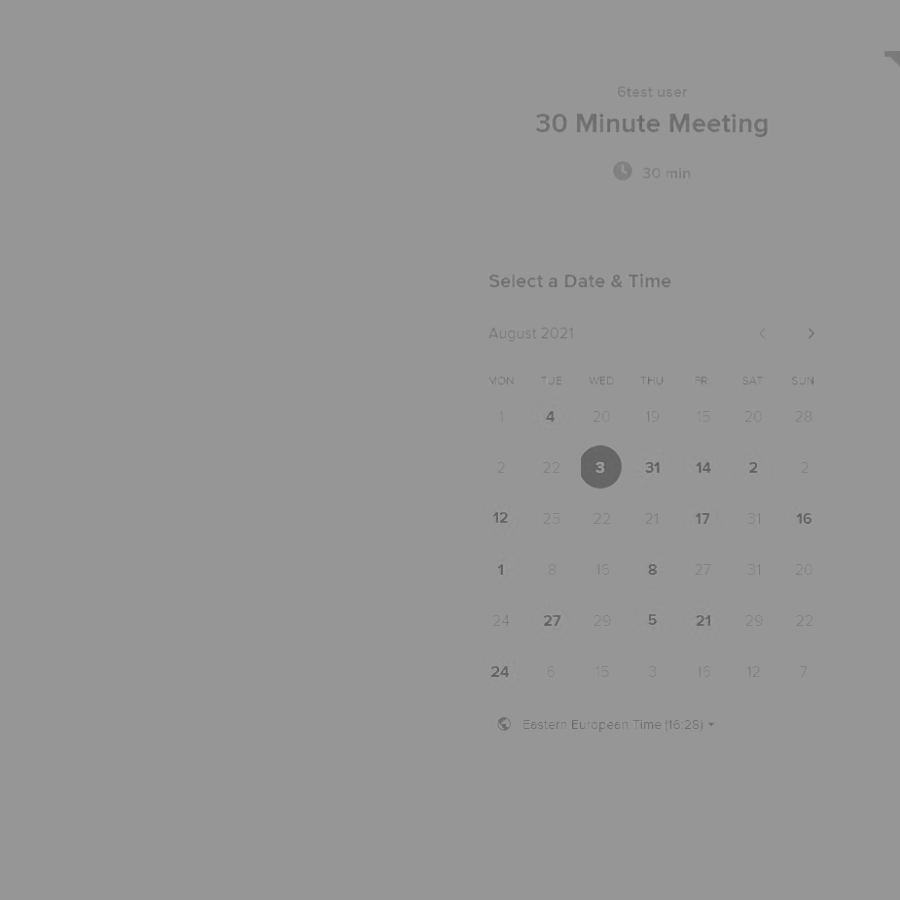 6test user
30 Minute Meeting
30 min
Select a Date & Time
August 2021
MON TUE WED THU FRI SAT SUN
1 4 20 19 15 20 28
2 22 3 31 14 2 2
12 25 22 21 17 31 16
1 8 15 8 27 31 20
24 27 29 5 21 29 22
24 6 15 3 16 12 7
Eastern European Time (16:28)